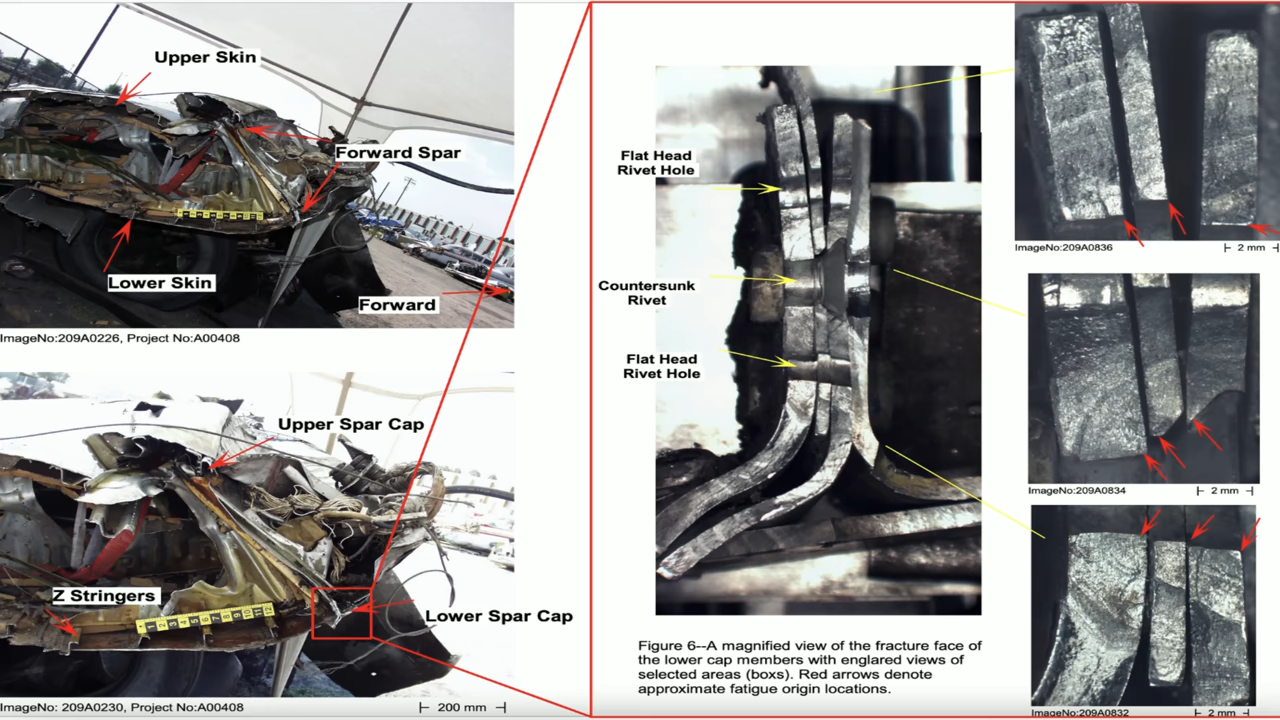 Upper Skin
Forward Spar
Lower Skin
Forward
ImageNo:209A0226, Project No:A00408
Upper Spar Cap
Z Stringers
Lower Spar Cap
ImageNo: 209A0230, Project No:A00408
200 mm
Flat Head
Rivet Hole
Countersunk
Rivet
Flat Head
Rivet Hole
Figure 6--A magnified view of the fracture face of
the lower cap members with englared views of
selected areas (boxs). Red arrows denote
approximate fatigue origin locations.
ImageNo:209A0836
2 mm
ImageNo:209A0834
2 mm
ImageNo:209A0832
2 mm